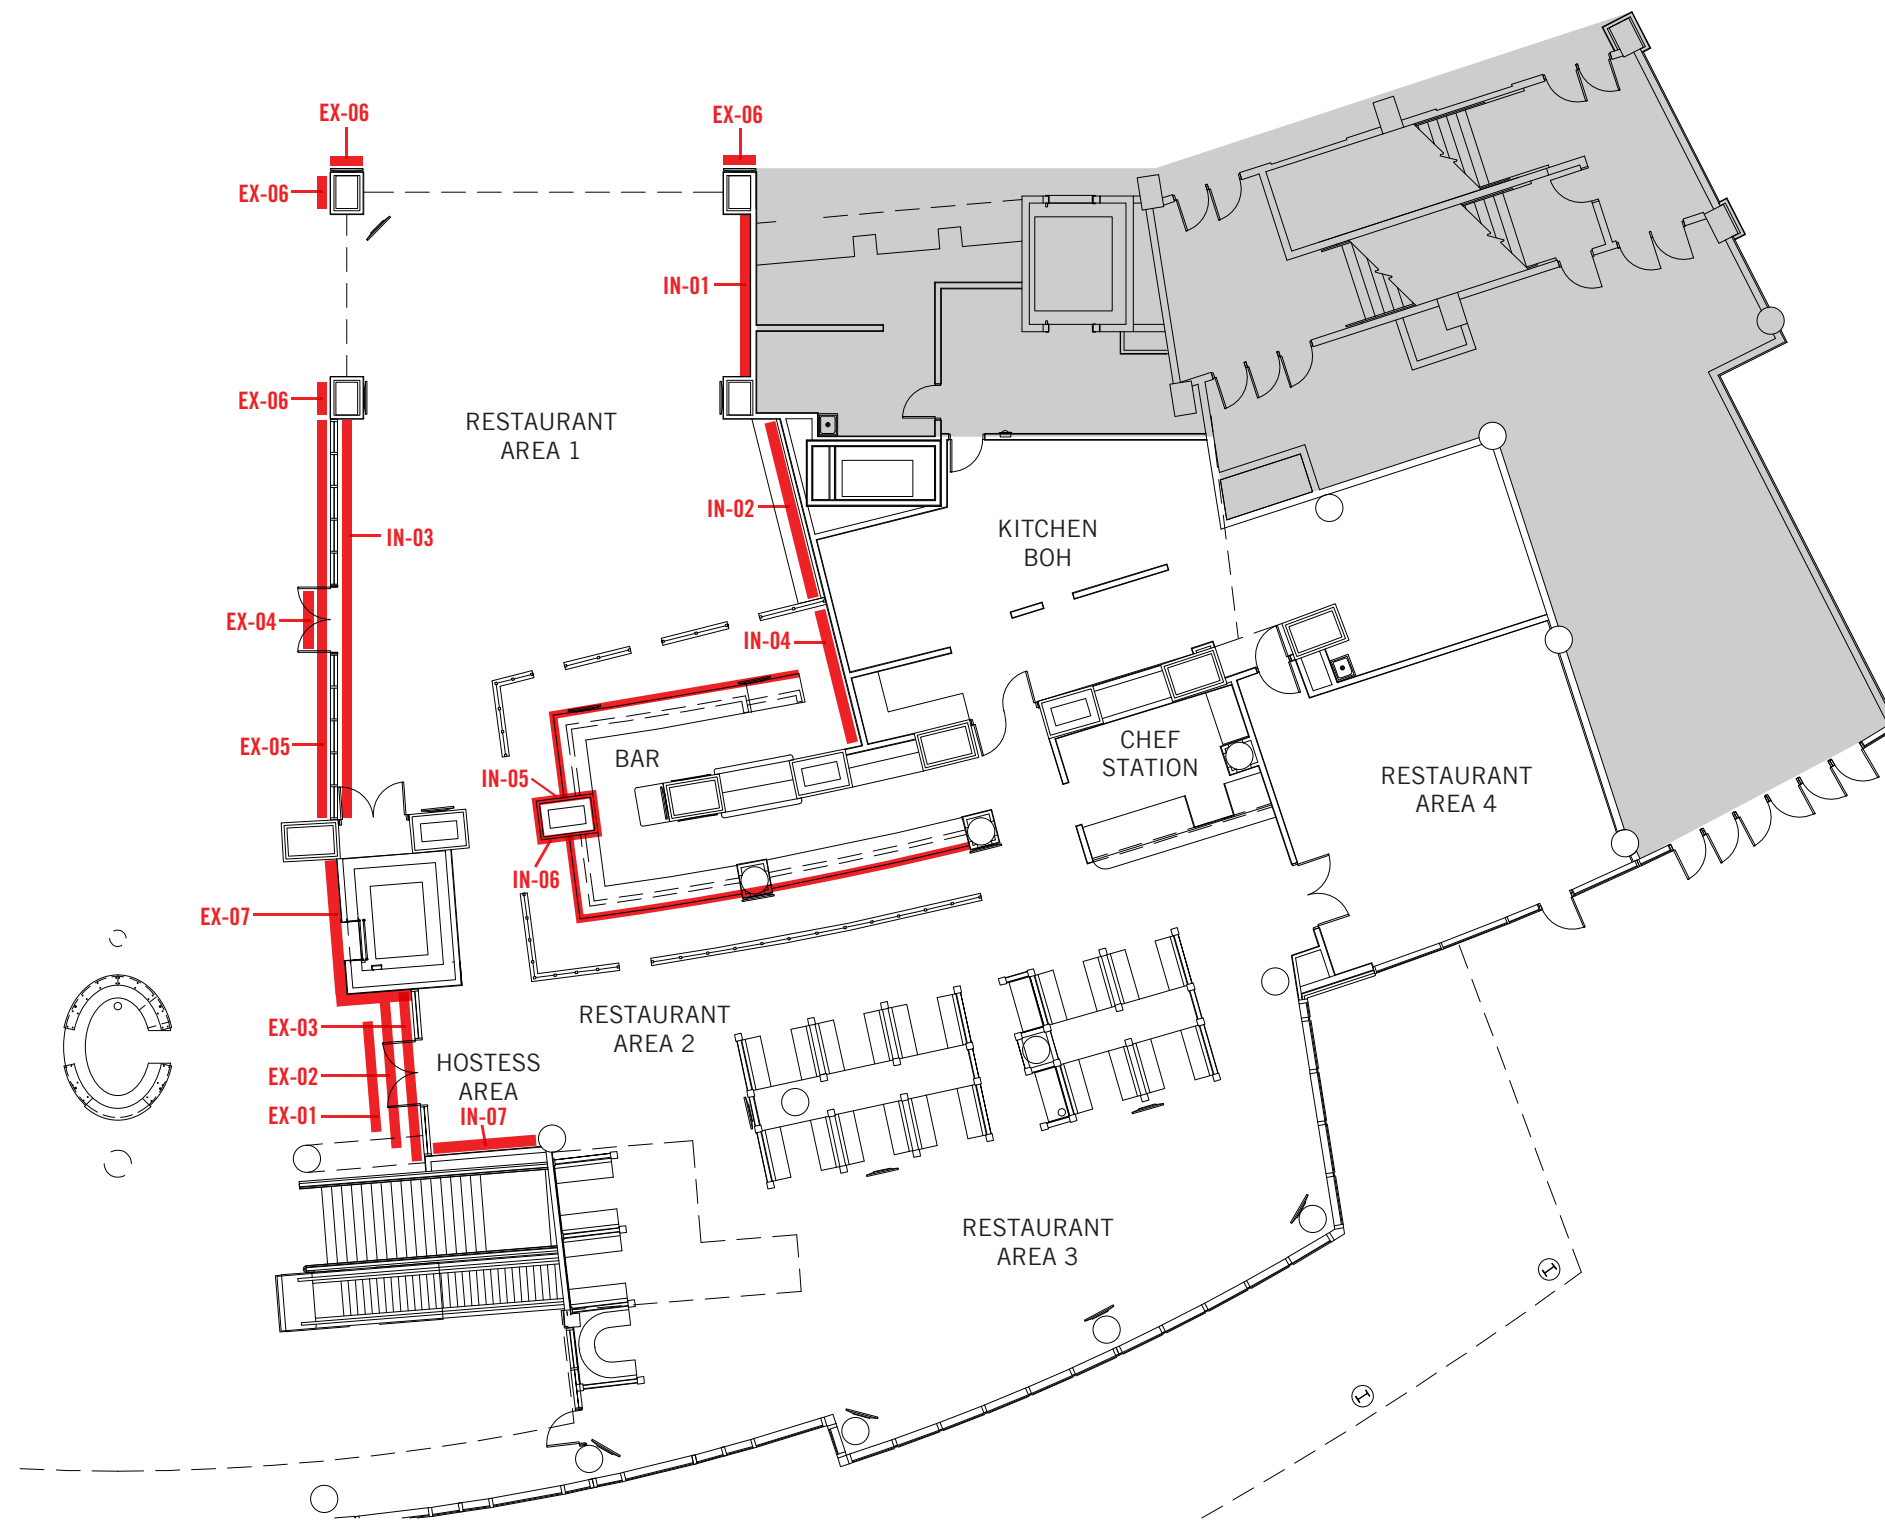 EX-06
EX-06
EX-06
IN-01
EX-06
RESTAURANT
AREA 1
IN-02
IN-03
KITCHEN
BOH
EX-04
IN-04
EX-05
BAR
CHEF
STATION
IN-05
RESTAURANT
AREA 4
IN-06
EX-07
RESTAURANT
AREA 2
EX-03
HOSTESS
AREA
EX-02
EX-01
IN-07
RESTAURANT
AREA 3
I
I